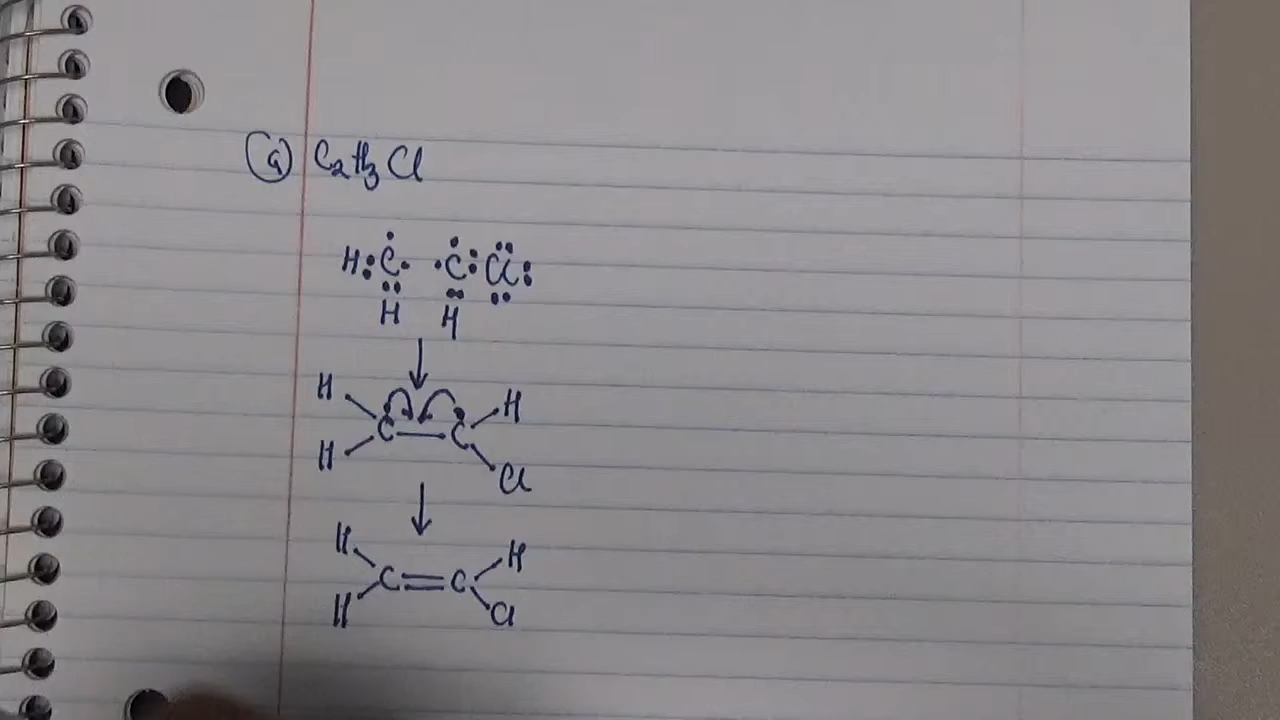 (a) C₂H₃Cl
H:Ċ· ·Ċ:Cl:
H H
H H
C—C
H Cl
H H
C=C
H Cl